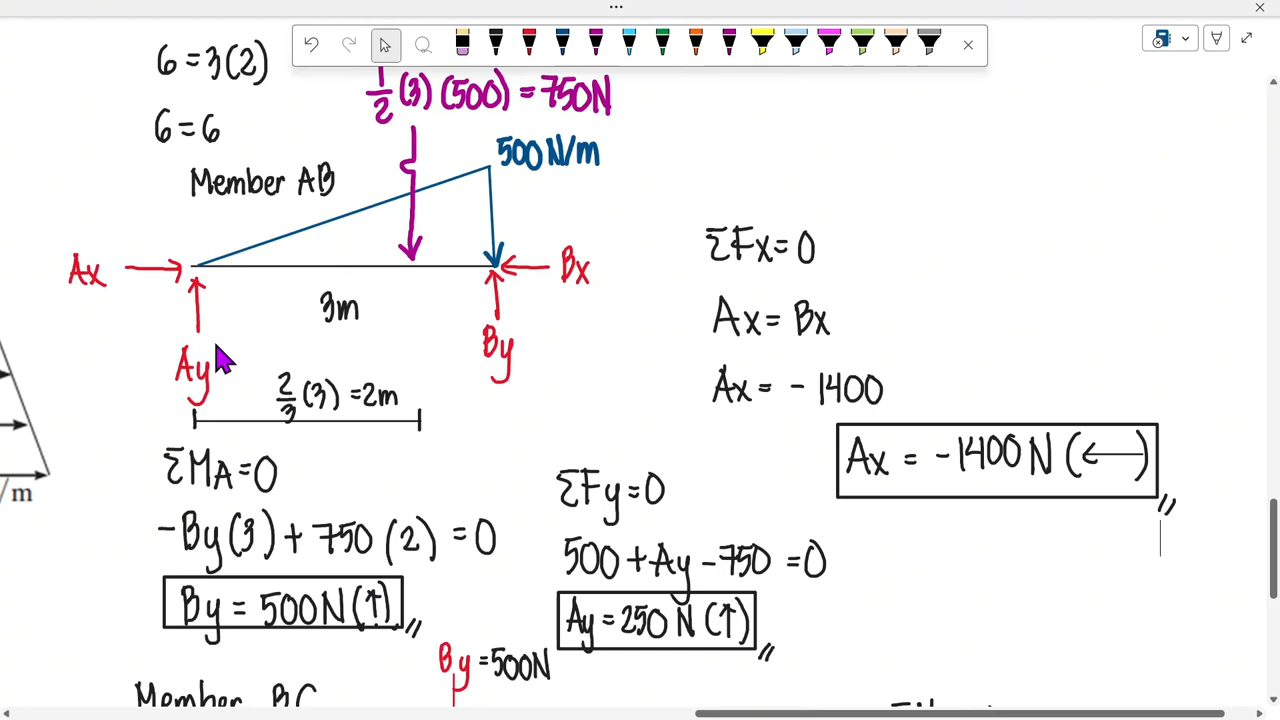 6 = 3(2)
6 = 6
1/2 (3) (500) = 750N
500 N/m
Member AB
Ax
Bx
3m
Ay
By
2/3 (3) = 2m
/m
ΣFx = 0
Ax = Bx
Ax = - 1400
Ax = -1400 N (←)
ΣMA = 0
-By(3) + 750 (2) = 0
By = 500N(↑)
ΣFy = 0
500 + Ay - 750 = 0
Ay = 250 N (↑)
By = 500N
Member BC